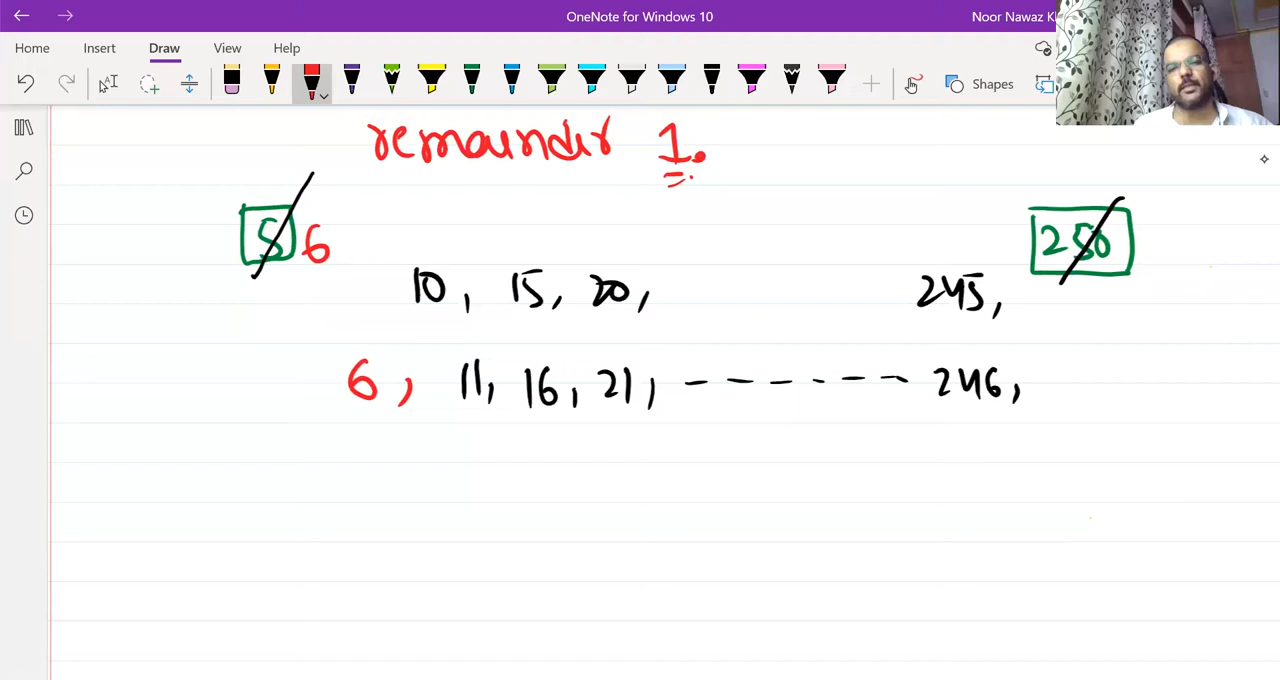 OneNote for Windows 10
Noor Nawaz K
Home Insert Draw View Help
Shapes
remainder 1.
5 6 250
10, 15, 20, 245,
6, 11, 16, 21, ------- 246,